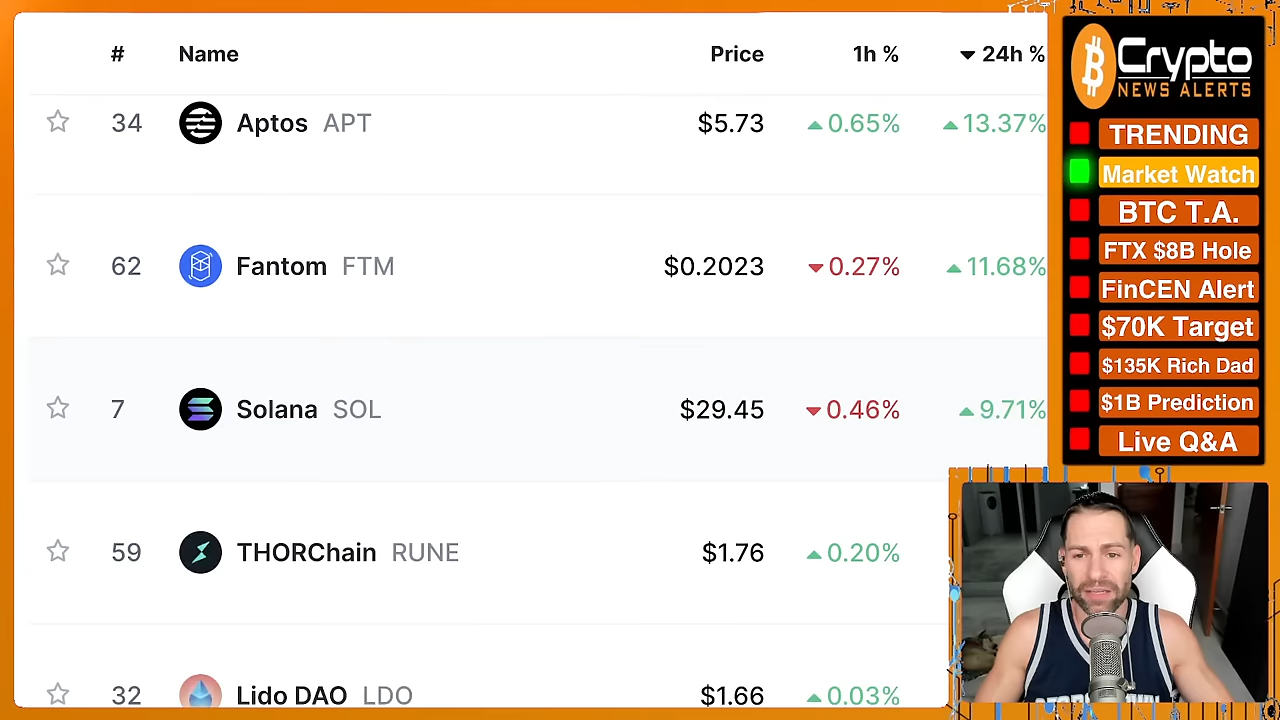 # Name Price 1h % 24h %
34 Aptos APT $5.73 0.65% 13.37%
62 Fantom FTM $0.2023 0.27% 11.68%
7 Solana SOL $29.45 0.46% 9.71%
59 THORChain RUNE $1.76 0.20%
32 Lido DAO LDO $1.66 0.03%
Crypto
NEWS ALERTS
TRENDING
Market Watch
BTC T.A.
FTX $8B Hole
FinCEN Alert
$70K Target
$135K Rich Dad
$1B Prediction
Live Q&A